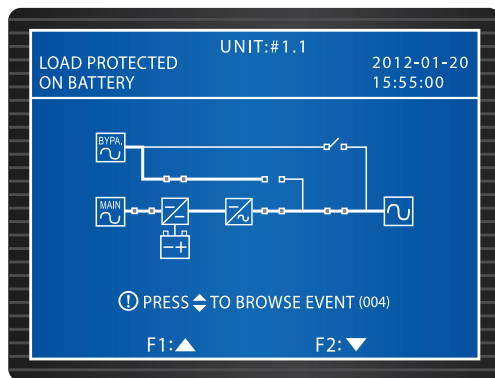 UNIT:#1.1
LOAD PROTECTED
ON BATTERY
2012-01-20
15:55:00
BYPA.
MAIN
PRESS TO BROWSE EVENT (004)
F1:▲ F2:▼